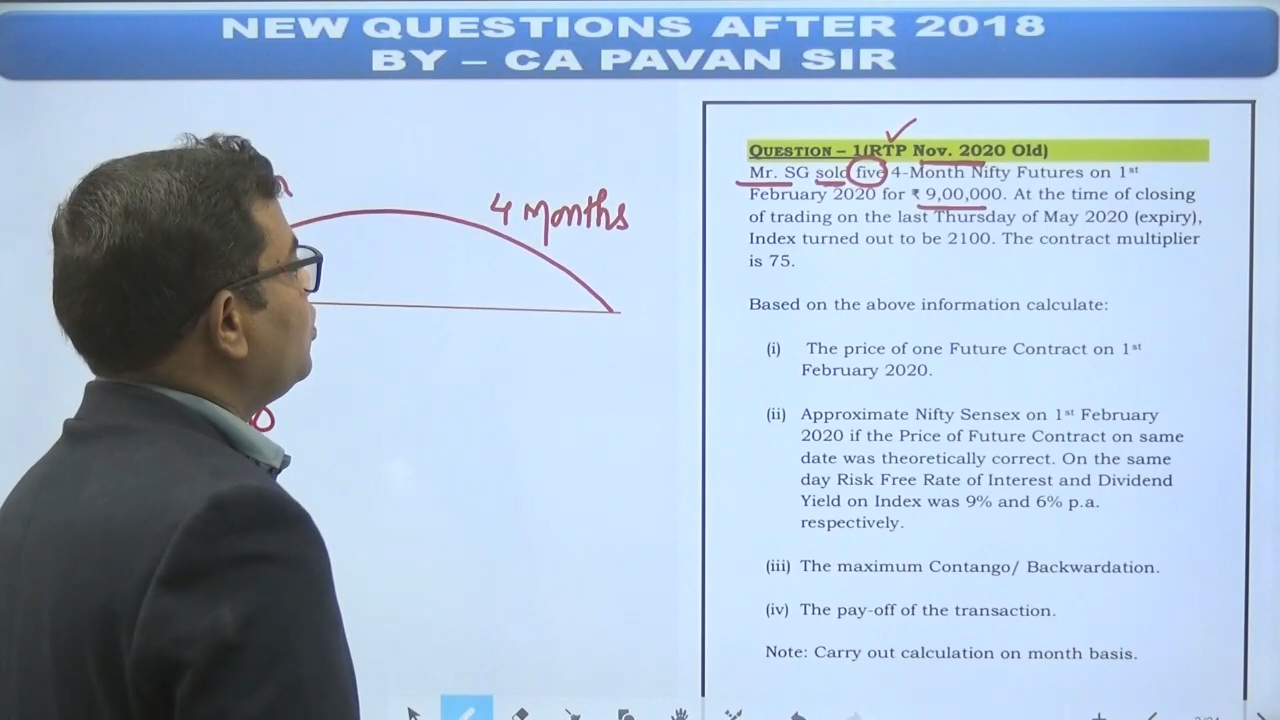 NEW QUESTIONS AFTER 2018
BY – CA PAVAN SIR
4 Months
QUESTION – 1(RTP Nov. 2020 Old)
Mr. SG sold five 4-Month Nifty Futures on 1st
February 2020 for ₹ 9,00,000. At the time of closing
of trading on the last Thursday of May 2020 (expiry),
Index turned out to be 2100. The contract multiplier
is 75.
Based on the above information calculate:
(i) The price of one Future Contract on 1st
February 2020.
(ii) Approximate Nifty Sensex on 1st February
2020 if the Price of Future Contract on same
date was theoretically correct. On the same
day Risk Free Rate of Interest and Dividend
Yield on Index was 9% and 6% p.a.
respectively.
(iii) The maximum Contango/ Backwardation.
(iv) The pay-off of the transaction.
Note: Carry out calculation on month basis.